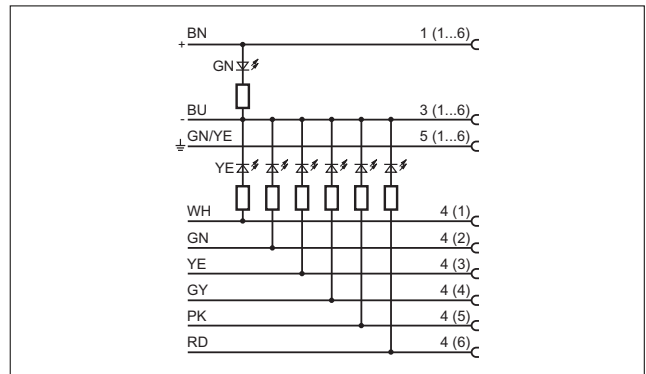 BN 1 (1...6)
+
GN
BU 3 (1...6)
-
GN/YE 5 (1...6)
YE
WH 4 (1)
GN 4 (2)
YE 4 (3)
GY 4 (4)
PK 4 (5)
RD 4 (6)